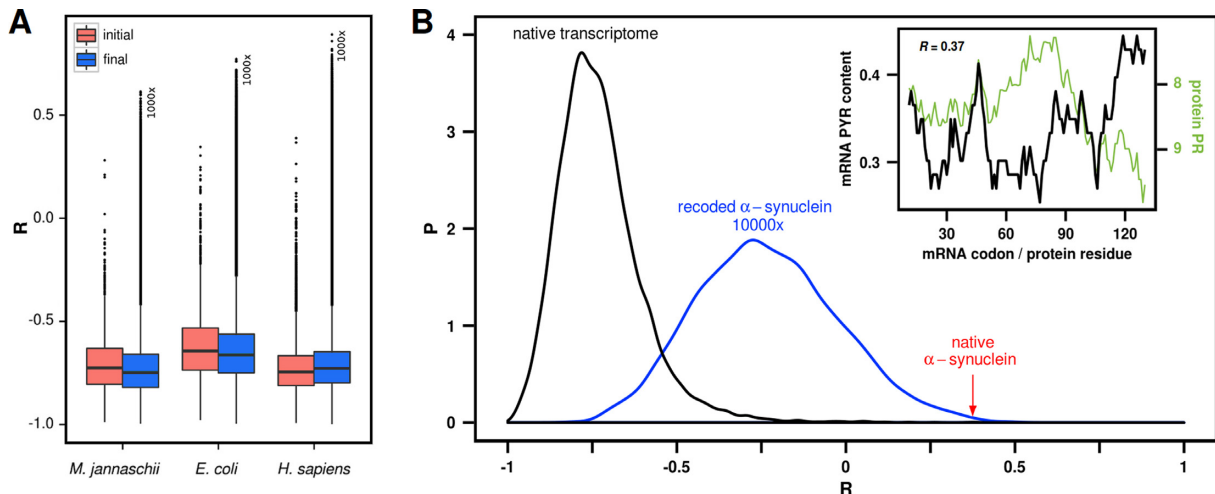 A
initial
final
1000x
1000x
1000x
0.5
0.0
-0.5
-1.0
R
M. jannaschii
E. coli
H. sapiens
B
native transcriptome
4
3
2
1
0
P
recoded α – synuclein
10000x
native
α – synuclein
-1
-0.5
0
0.5
1
R
R = 0.37
0.4
0.3
mRNA PYR content
8
9
protein PR
30
60
90
120
mRNA codon / protein residue